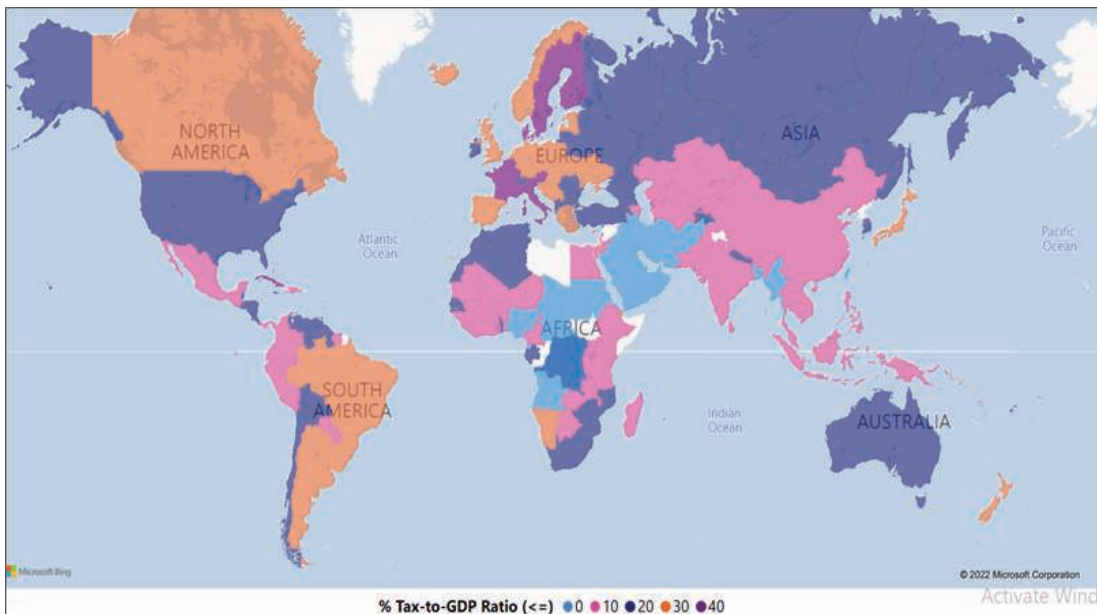 NORTH
AMERICA
EUROPE
ASIA
Atlantic
Ocean
Pacific
Ocean
AFRICA
SOUTH
AMERICA
Indian
Ocean
AUSTRALIA
Microsoft Bing
© 2022 Microsoft Corporation
% Tax-to-GDP Ratio (<=) 0 10 20 30 40
Activate Wind